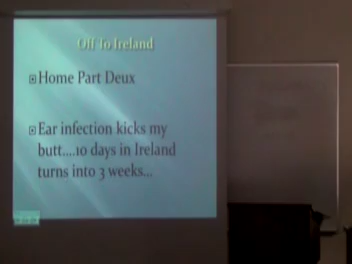 Off To Ireland
Home Part Deux
Ear infection kicks my
butt....10 days in Ireland
turns into 3 weeks...